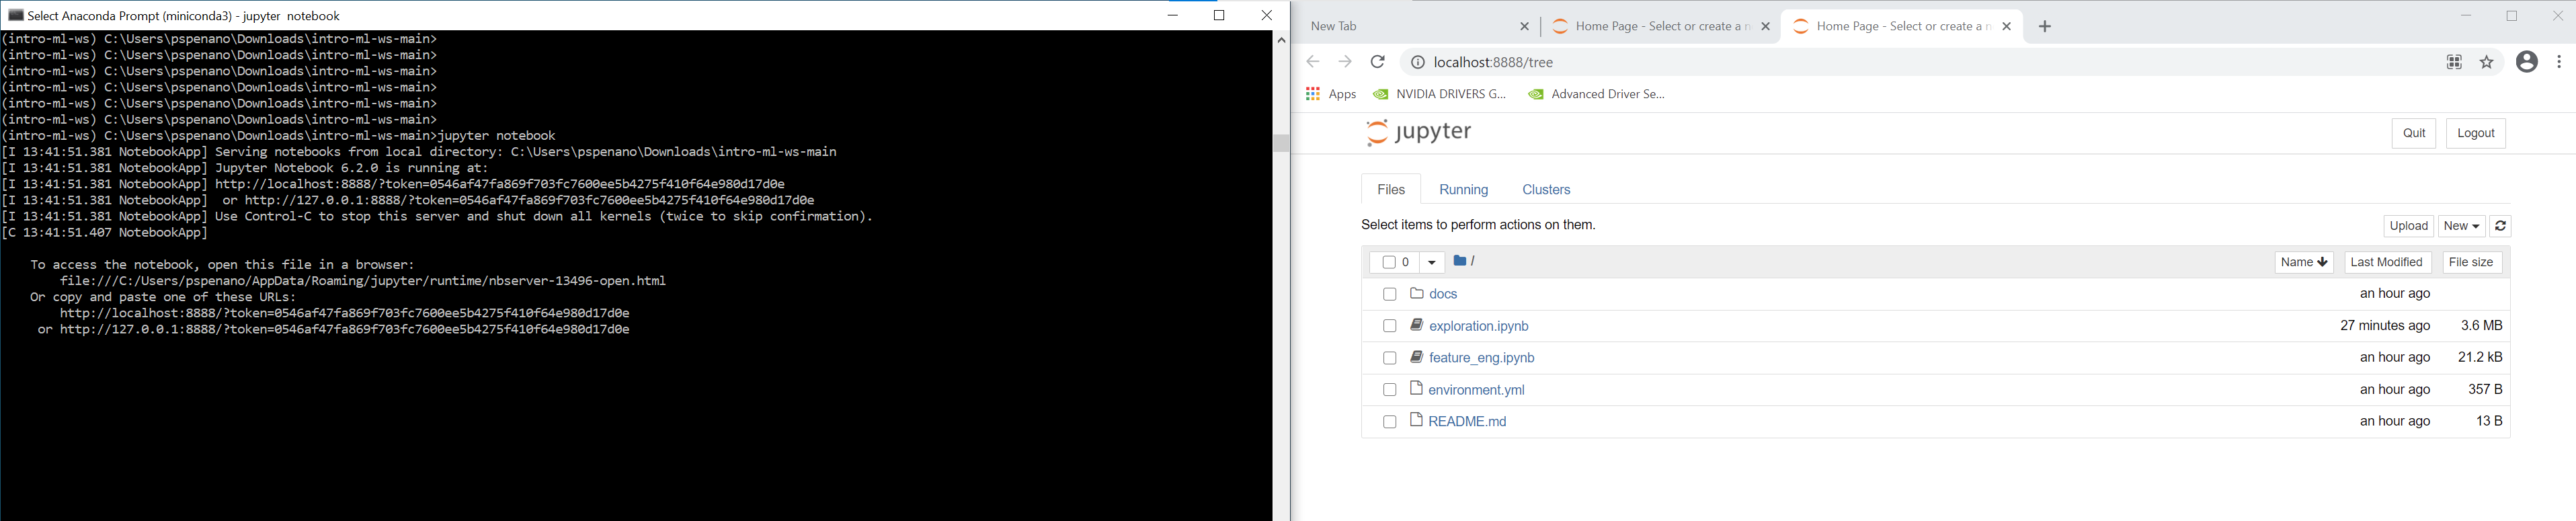 Select Anaconda Prompt (miniconda3) - jupyter  notebook
(intro-ml-ws) C:\Users\pspenano\Downloads\intro-ml-ws-main>
(intro-ml-ws) C:\Users\pspenano\Downloads\intro-ml-ws-main>
(intro-ml-ws) C:\Users\pspenano\Downloads\intro-ml-ws-main>
(intro-ml-ws) C:\Users\pspenano\Downloads\intro-ml-ws-main>
(intro-ml-ws) C:\Users\pspenano\Downloads\intro-ml-ws-main>
(intro-ml-ws) C:\Users\pspenano\Downloads\intro-ml-ws-main>
(intro-ml-ws) C:\Users\pspenano\Downloads\intro-ml-ws-main>jupyter notebook
[I 13:41:51.381 NotebookApp] Serving notebooks from local directory: C:\Users\pspenano\Downloads\intro-ml-ws-main
[I 13:41:51.381 NotebookApp] Jupyter Notebook 6.2.0 is running at:
[I 13:41:51.381 NotebookApp] http://localhost:8888/?token=0546af47fa869f703fc7600ee5b4275f410f64e980d17d0e
[I 13:41:51.381 NotebookApp]  or http://127.0.0.1:8888/?token=0546af47fa869f703fc7600ee5b4275f410f64e980d17d0e
[I 13:41:51.381 NotebookApp] Use Control-C to stop this server and shut down all kernels (twice to skip confirmation).
[C 13:41:51.407 NotebookApp]
To access the notebook, open this file in a browser:
file:///C:/Users/pspenano/AppData/Roaming/jupyter/runtime/nbserver-13496-open.html
Or copy and paste one of these URLs:
http://localhost:8888/?token=0546af47fa869f703fc7600ee5b4275f410f64e980d17d0e
or http://127.0.0.1:8888/?token=0546af47fa869f703fc7600ee5b4275f410f64e980d17d0e
New Tab
Home Page - Select or create a n
Home Page - Select or create a n
localhost:8888/tree
Apps NVIDIA DRIVERS G... Advanced Driver Se...
jupyter
Quit Logout
Files Running Clusters
Select items to perform actions on them.
Upload New
0 / Name Last Modified File size
docs an hour ago
exploration.ipynb 27 minutes ago 3.6 MB
feature_eng.ipynb an hour ago 21.2 kB
environment.yml an hour ago 357 B
README.md an hour ago 13 B